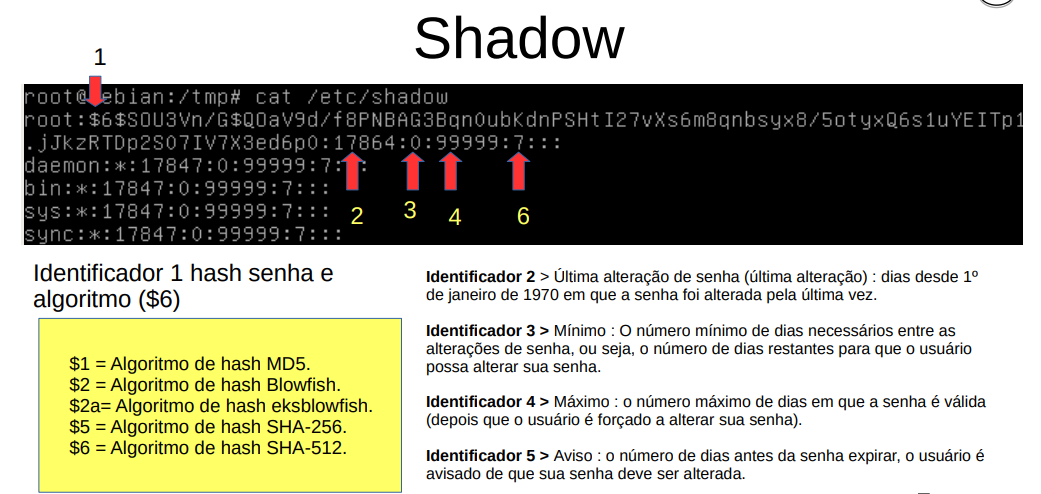 Shadow
1
root@debian:/tmp# cat /etc/shadow
root:$6$SOU3Vn/G$QOaV9d/f8PNBAG3Bqn0ubKdnPSHtI27vXs6m8qnbsyx8/5otyxQ6s1uYEITp1
.jJkzRTDp2S07IV7X3ed6p0:17864:0:99999:7:::
daemon:*:17847:0:99999:7:::
bin:*:17847:0:99999:7:::
sys:*:17847:0:99999:7:::
sync:*:17847:0:99999:7:::
2 3 4 6
Identificador 1 hash senha e
algoritmo ($6)
$1 = Algoritmo de hash MD5.
$2 = Algoritmo de hash Blowfish.
$2a= Algoritmo de hash eksblowfish.
$5 = Algoritmo de hash SHA-256.
$6 = Algoritmo de hash SHA-512.
Identificador 2 > Última alteração de senha (última alteração) : dias desde 1º
de janeiro de 1970 em que a senha foi alterada pela última vez.
Identificador 3 > Mínimo : O número mínimo de dias necessários entre as
alterações de senha, ou seja, o número de dias restantes para que o usuário
possa alterar sua senha.
Identificador 4 > Máximo : o número máximo de dias em que a senha é válida
(depois que o usuário é forçado a alterar sua senha).
Identificador 5 > Aviso : o número de dias antes da senha expirar, o usuário é
avisado de que sua senha deve ser alterada.